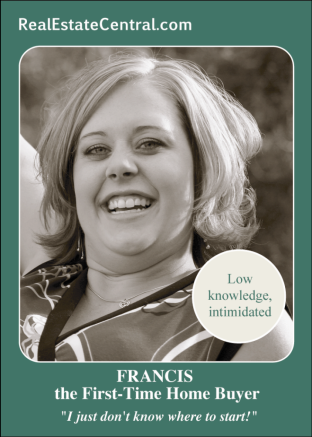 RealEstateCentral.com
Low
knowledge,
intimidated
FRANCIS
the First-Time Home Buyer
"I just don't know where to start!"